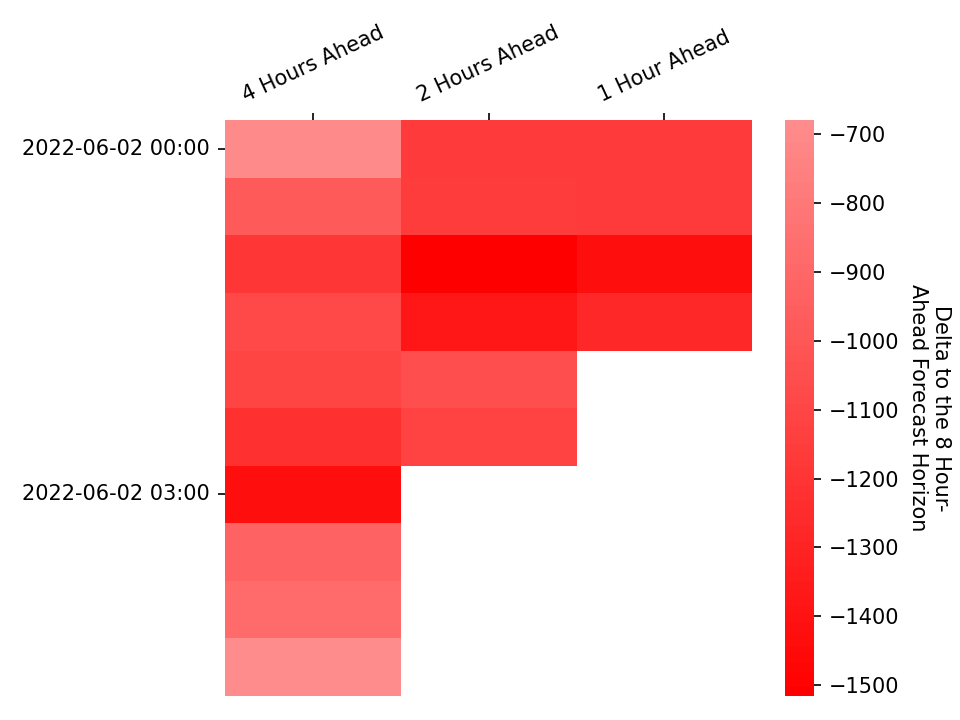 4 Hours Ahead
2 Hours Ahead
1 Hour Ahead
2022-06-02 00:00
2022-06-02 03:00
−700
−800
−900
−1000
−1100
−1200
−1300
−1400
−1500
Delta to the 8 Hour-
Ahead Forecast Horizon